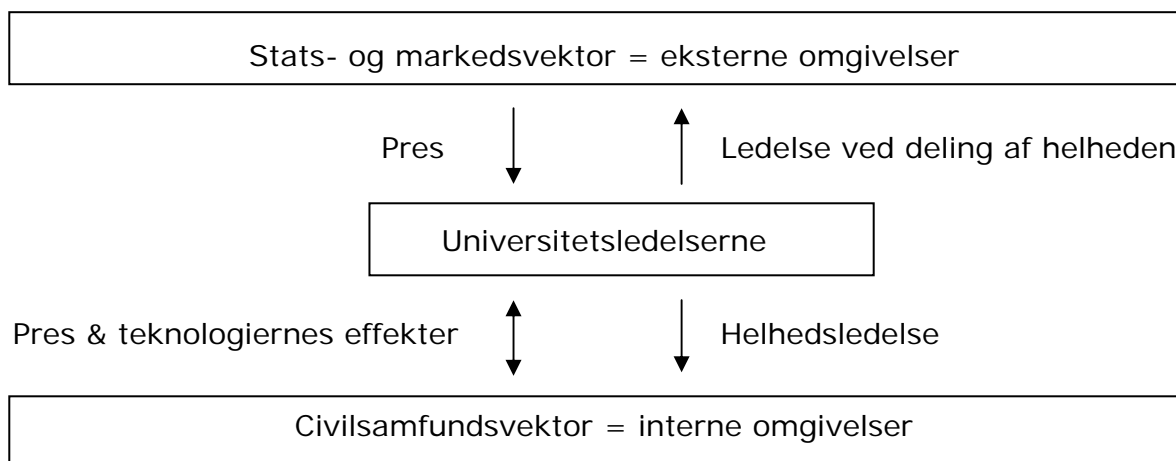 Stats- og markedsvektor = eksterne omgivelser
Pres
Ledelse ved deling af helheden
Universitetsledelserne
Pres & teknologiernes effekter
Helhedsledelse
Civilsamfundsvektor = interne omgivelser